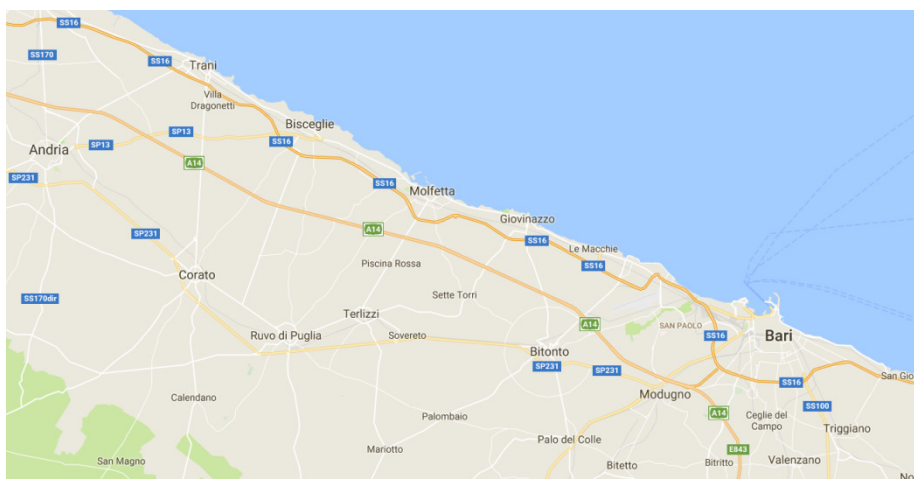 SS16
SS170
SS16
Trani
Villa
Dragonetti
Bisceglie
SP13
SP13
SS16
Andria
A14
SP231
SS16
Molfetta
Giovinazzo
A14
SP231
SS16
Le Macchie
Piscina Rossa
SS16
Corato
SS170dir
Sette Torri
Terlizzi
A14
SAN PAOLO
Ruvo di Puglia
Sovereto
SS16
Bari
Bitonto
SP231
SP231
San Gio
SS16
Modugno
Calendano
SS100
A14
Ceglie del
Campo
Palombaio
Triggiano
Palo del Colle
Mariotto
E843
San Magno
Bitetto
Bitritto
Valenzano
No